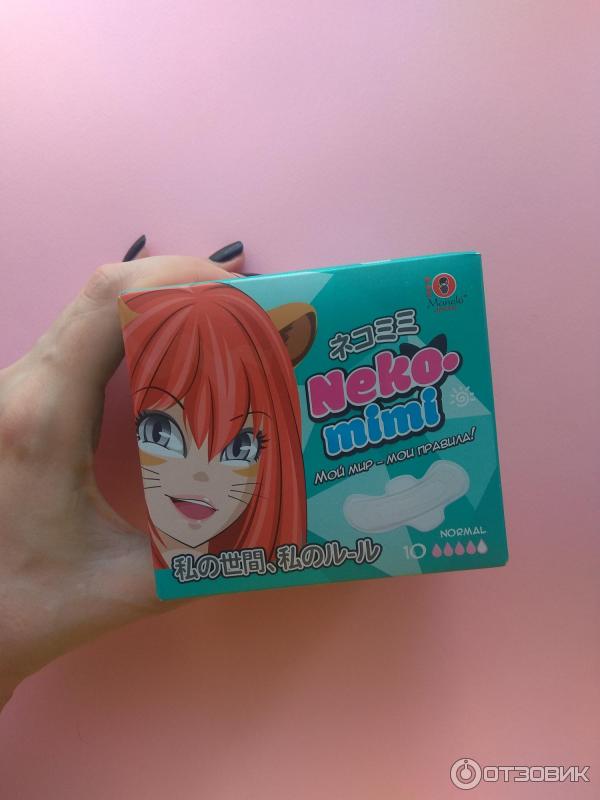 Maneki
ネコミミ
Neko-
mimi
Мой мир – мои правила!
NORMAL
10
私の世間、私のルール
ОТЗОВИК